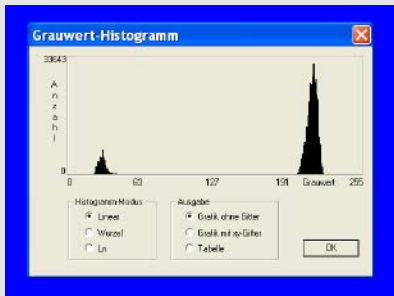 Grauwert-Histogramm
33643
Anzahl
0
0 63 127 191 Grauwert 255
Histogramm-Modus
Linear
Wurzel
Ln
Ausgabe
Grafik ohne Gitter
Grafik mit xy-Gitter
Tabelle
OK